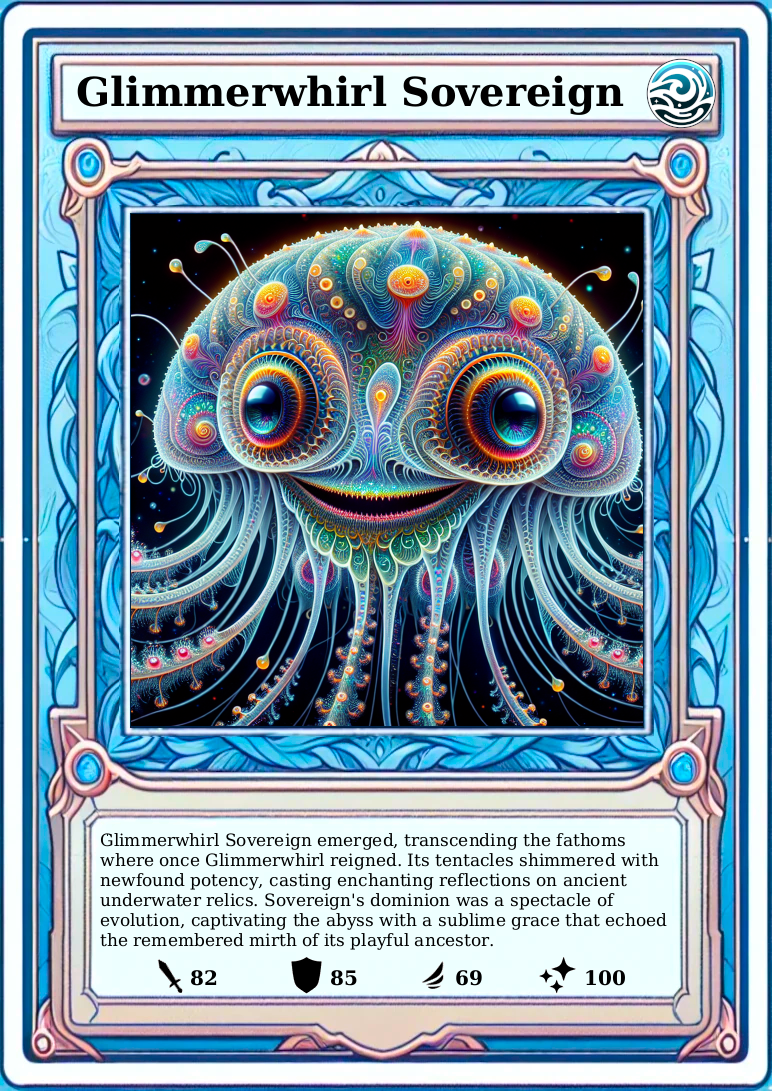 Glimmerwhirl Sovereign
Glimmerwhirl Sovereign emerged, transcending the fathoms
where once Glimmerwhirl reigned. Its tentacles shimmered with
newfound potency, casting enchanting reflections on ancient
underwater relics. Sovereign's dominion was a spectacle of
evolution, captivating the abyss with a sublime grace that echoed
the remembered mirth of its playful ancestor.
82 85 69 100